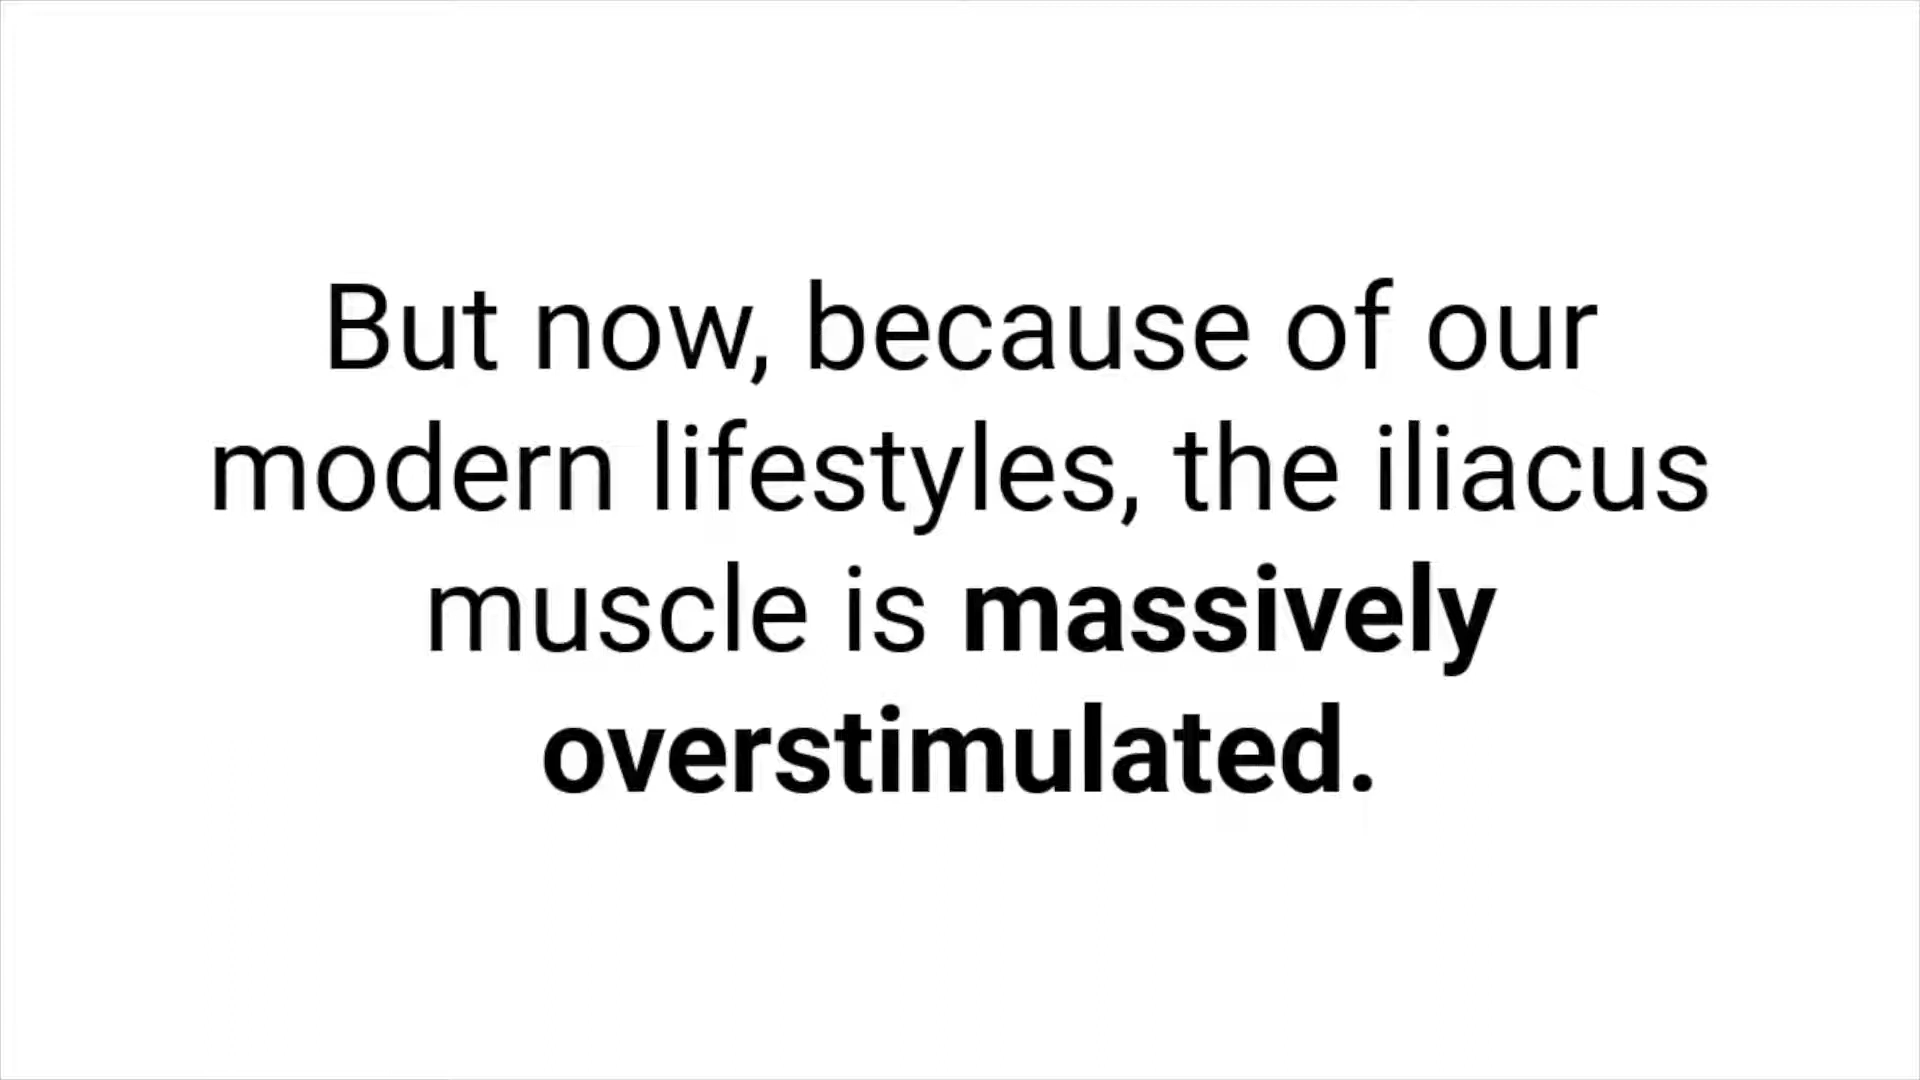 But now, because of our
modern lifestyles, the iliacus
muscle is massively
overstimulated.